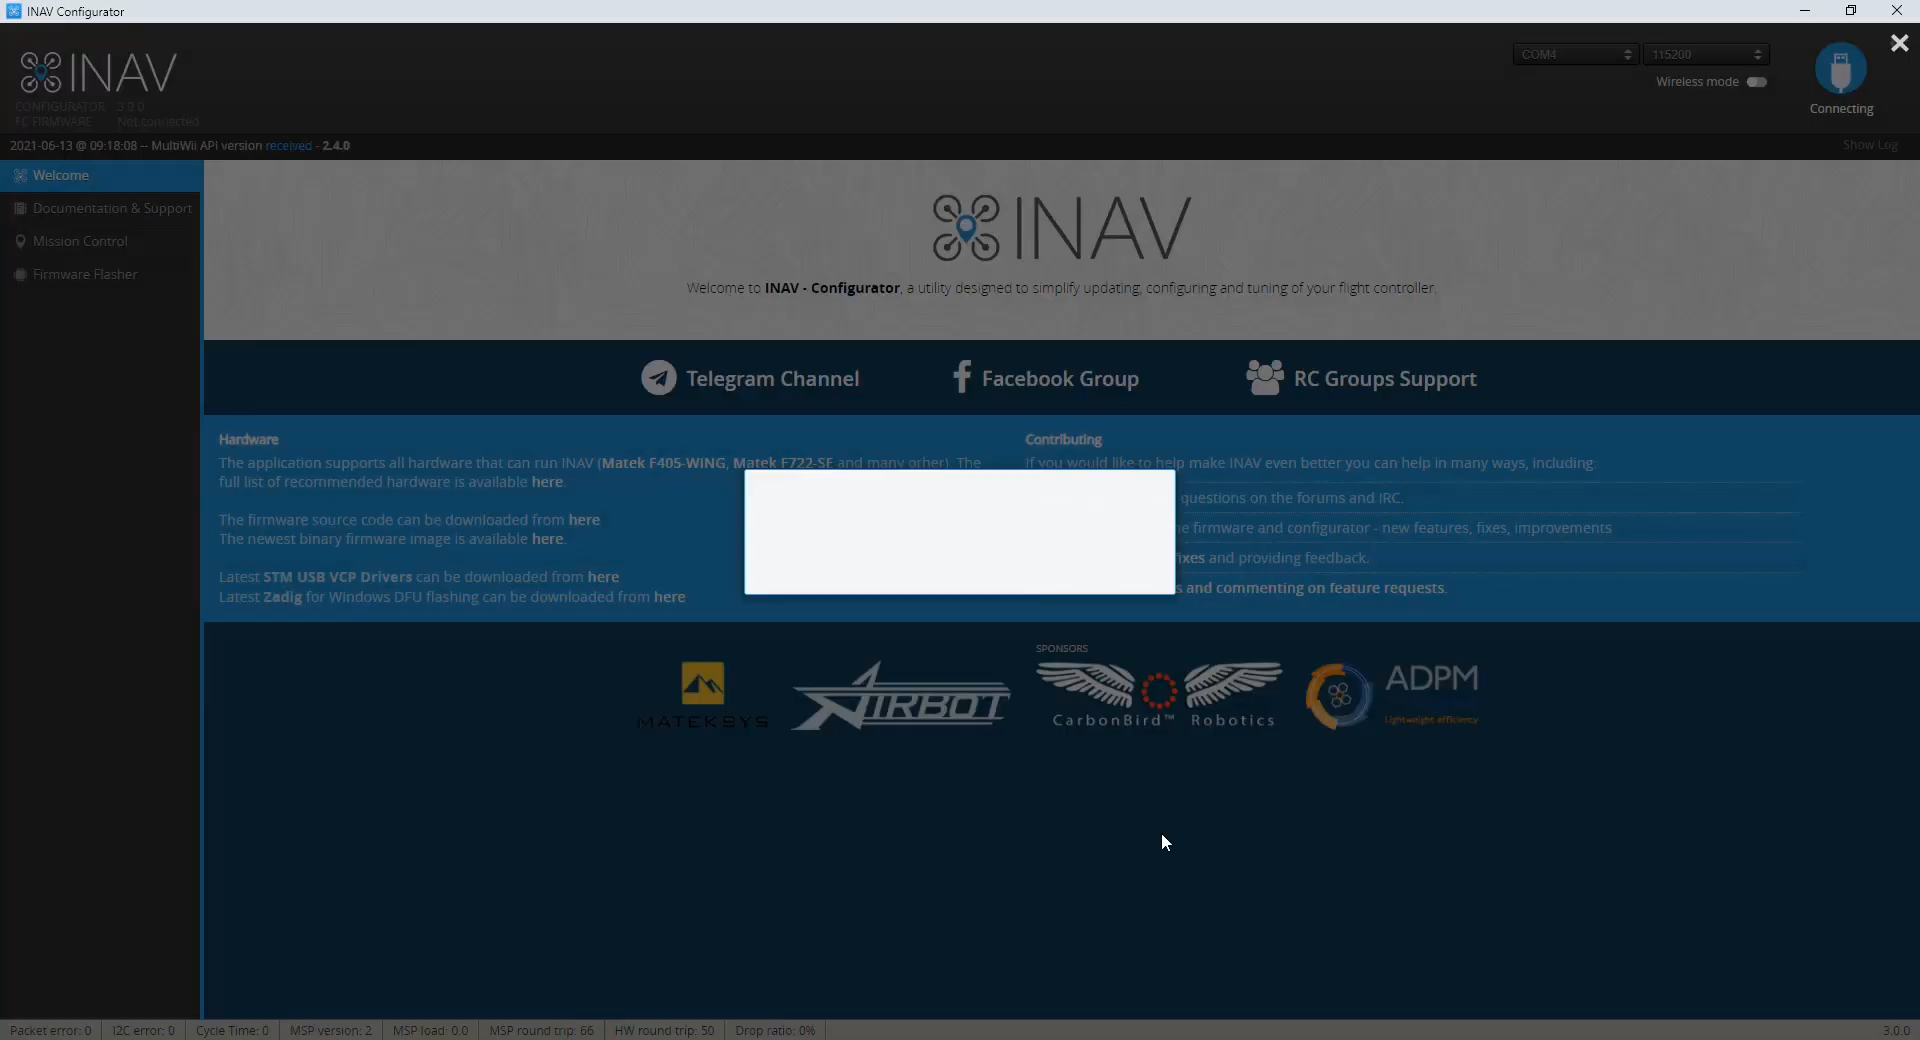 INAV Configurator
INAV
CONFIGURATOR 3.0.0
FC FIRMWARE Not connected
COM4
115200
Wireless mode
Connecting
2021-06-13 @ 09:18:08 -- MultiWii API version received - 2.4.0
Show Log
Welcome
Documentation & Support
Mission Control
Firmware Flasher
INAV
Welcome to INAV - Configurator, a utility designed to simplify updating, configuring and tuning of your flight controller.
Telegram Channel
Facebook Group
RC Groups Support
Hardware
The application supports all hardware that can run INAV (Matek F405-WING, Matek F722-SE and many other). The
full list of recommended hardware is available here.
The firmware source code can be downloaded from here
The newest binary firmware image is available here.
Latest STM USB VCP Drivers can be downloaded from here
Latest Zadig for Windows DFU flashing can be downloaded from here
Contributing
If you would like to help make INAV even better you can help in many ways, including:
questions on the forums and IRC.
firmware and configurator - new features, fixes, improvements
and providing feedback.
and commenting on feature requests.
SPONSORS
MATEKSYS
AIRBOT
CarbonBird™ Robotics
ADPM
Lightweight efficiency
Packet error: 0
I2C error: 0
Cycle Time: 0
MSP version: 2
MSP load: 0.0
MSP round trip: 66
HW round trip: 50
Drop ratio: 0%
3.0.0